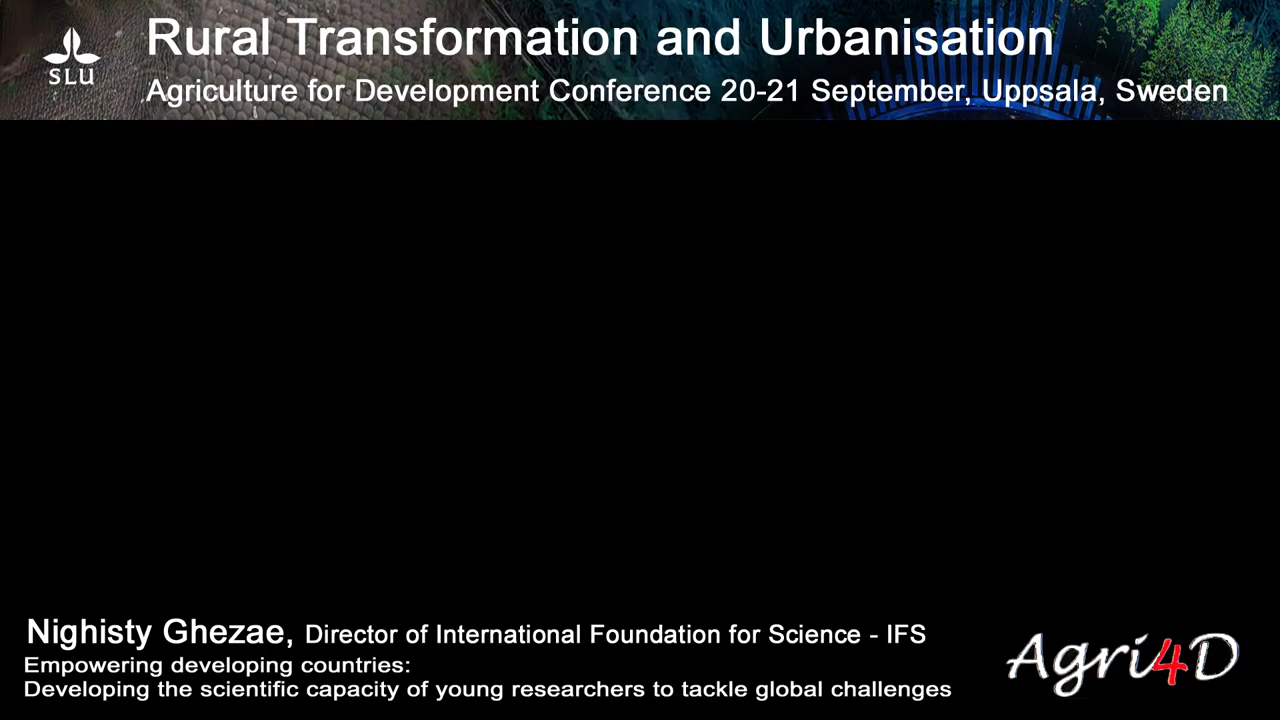 SLU
Rural Transformation and Urbanisation
Agriculture for Development Conference 20-21 September, Uppsala, Sweden
Nighisty Ghezae, Director of International Foundation for Science - IFS
Empowering developing countries:
Developing the scientific capacity of young researchers to tackle global challenges
Agri4D